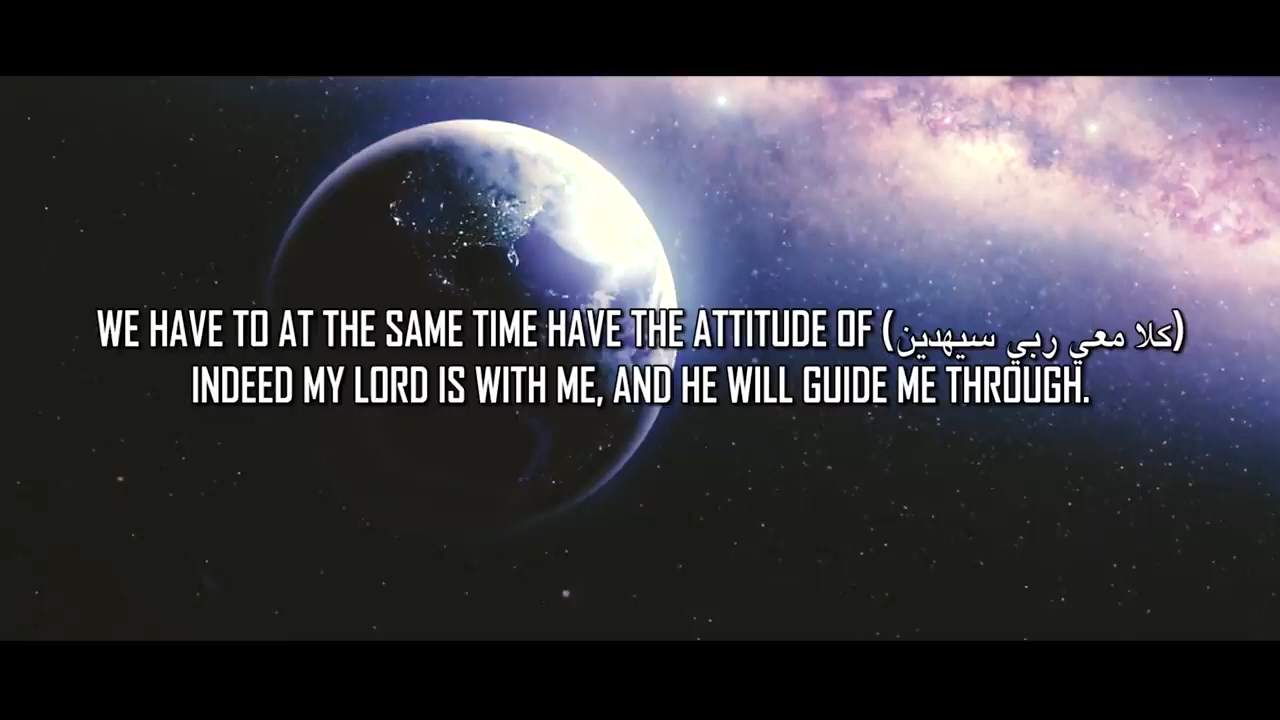 WE HAVE TO AT THE SAME TIME HAVE THE ATTITUDE OF (كلا معي ربي سيهدين)
INDEED MY LORD IS WITH ME, AND HE WILL GUIDE ME THROUGH.